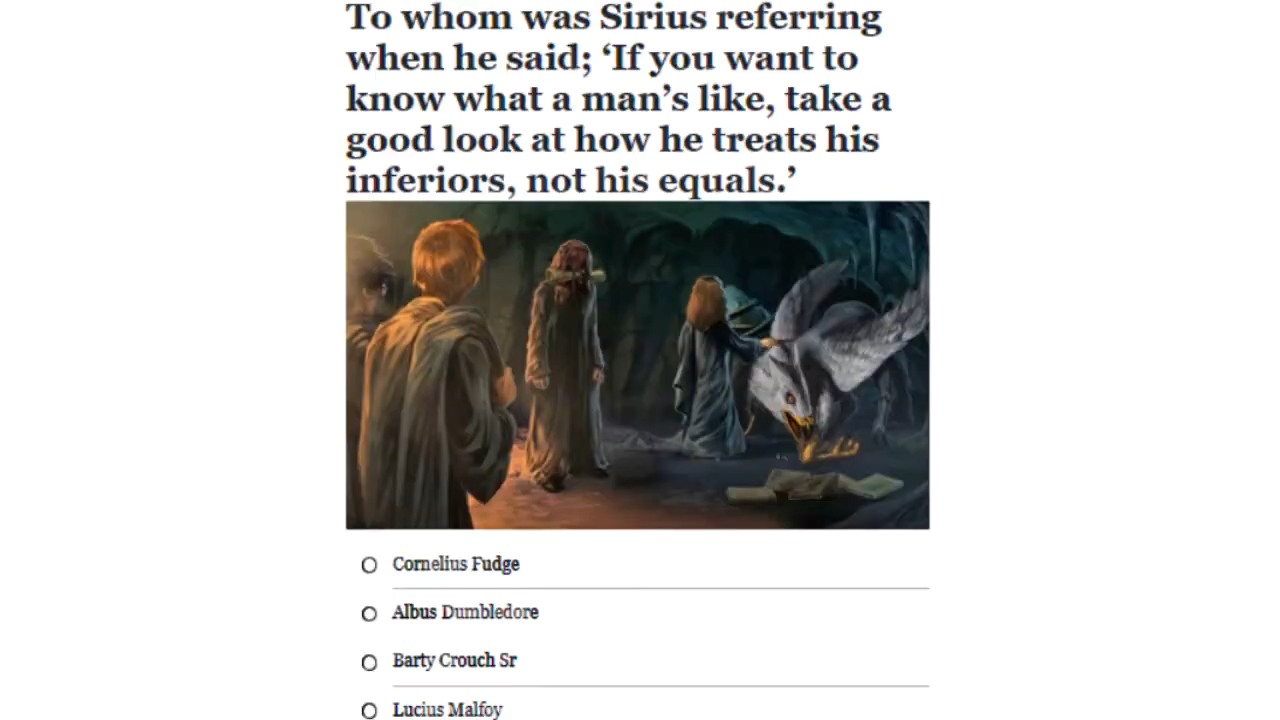 To whom was Sirius referring
when he said; ‘If you want to
know what a man’s like, take a
good look at how he treats his
inferiors, not his equals.’
Cornelius Fudge
Albus Dumbledore
Barty Crouch Sr
Lucius Malfoy